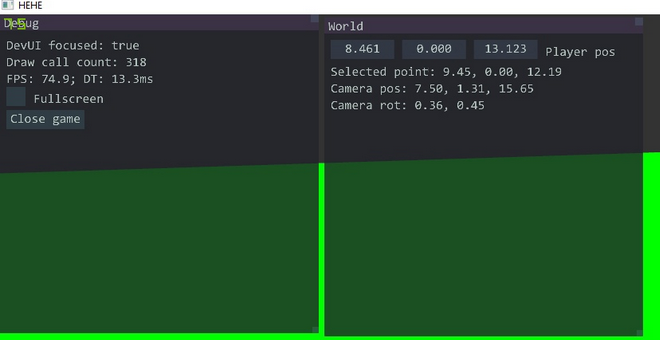 HEHE
Debug
75
DevUI focused: true
Draw call count: 318
FPS: 74.9; DT: 13.3ms
Fullscreen
Close game
World
8.461 0.000 13.123 Player pos
Selected point: 9.45, 0.00, 12.19
Camera pos: 7.50, 1.31, 15.65
Camera rot: 0.36, 0.45